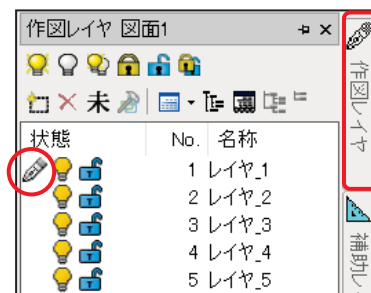 作図レイヤ 図面1
未
状態 No. 名称
1 レイヤ_1
2 レイヤ_2
3 レイヤ_3
4 レイヤ_4
5 レイヤ_5
作図レイヤ
補助レイ